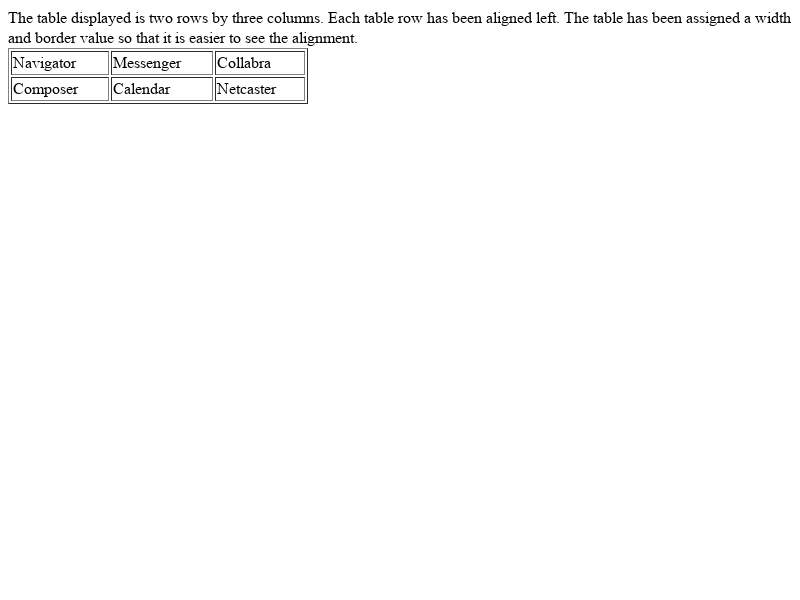 The table displayed is two rows by three columns. Each table row has been aligned left. The table has been assigned a width
and border value so that it is easier to see the alignment.
Navigator Messenger Collabra
Composer Calendar Netcaster